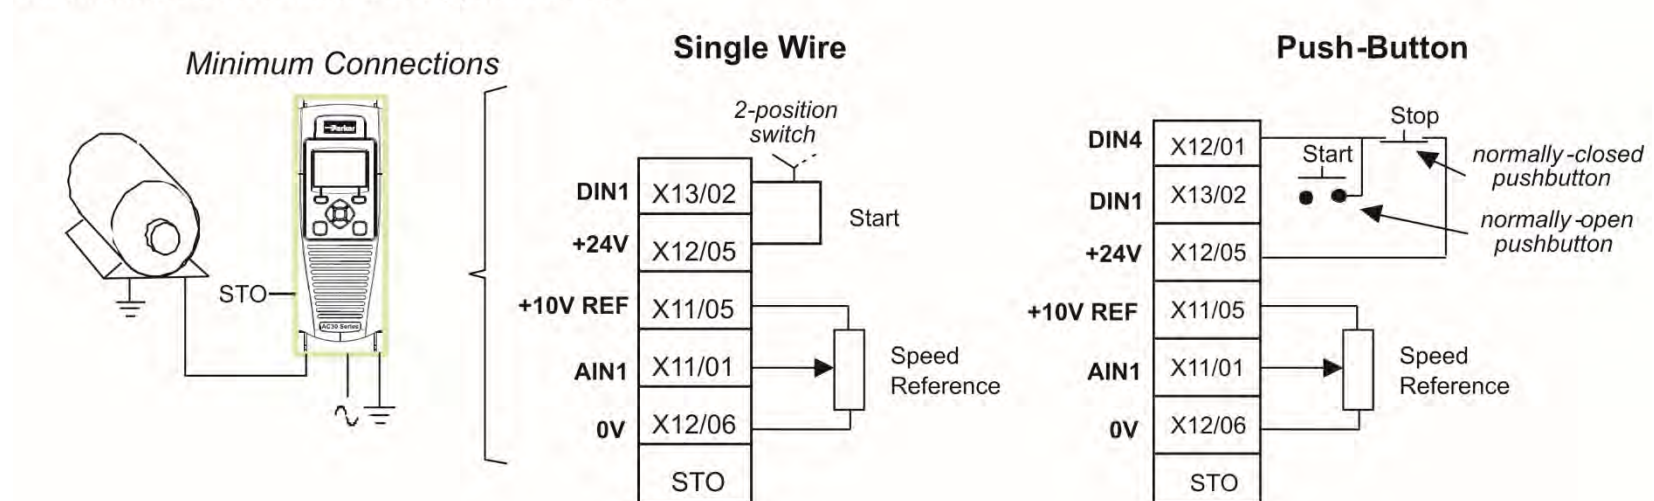 Minimum Connections
Parker
AC30 Series
STO
Single Wire
2-position
switch
DIN1 X13/02
Start
+24V X12/05
+10V REF X11/05
AIN1 X11/01
Speed
Reference
0V X12/06
STO
Push-Button
Stop
DIN4 X12/01
Start
normally-closed
pushbutton
DIN1 X13/02
normally-open
pushbutton
+24V X12/05
+10V REF X11/05
AIN1 X11/01
Speed
Reference
0V X12/06
STO